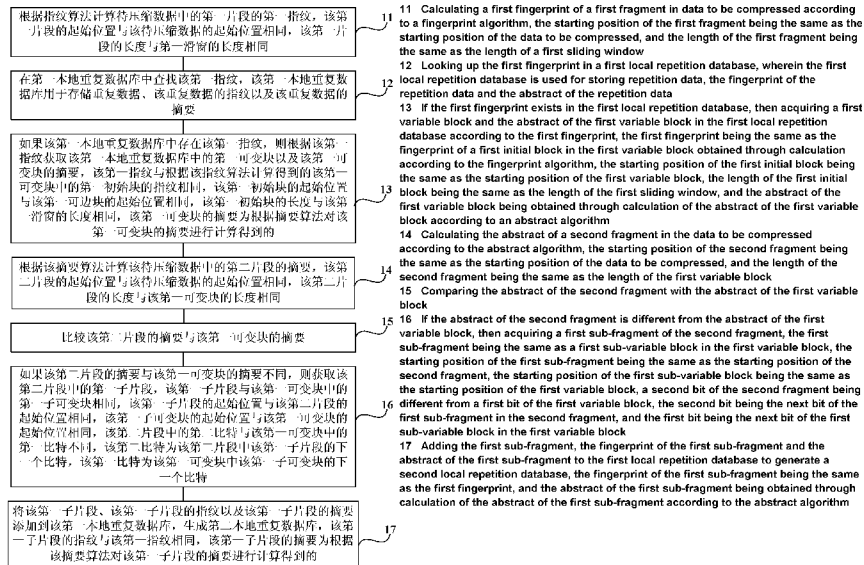 根据指纹算法计算待压缩数据中的第一片段的第一指纹，该第
一片段的起始位置与该待压缩数据的起始位置相同，该第一片
段的长度与第一滑窗的长度相同
11
在第一本地重复数据库中查找该第一指纹，该第一本地重复数
据库用于存储重复数据、该重复数据的指纹以及该重复数据的
摘要
12
如果该第一本地重复数据库中存在该第一指纹，则根据该第一
指纹获取该第一本地重复数据库中的第一可变块以及该第一可
变块的摘要，该第一指纹与根据该指纹算法计算得到的该第一
可变块中的第一初始块的指纹相同，该第一初始块的起始位置
与该第一可边块的起始位置相同，该第一初始块的长度与该第
一滑窗的长度相同，该第一可变块的摘要为根据摘要算法对该
第一可变块的摘要进行计算得到的
13
根据该摘要算法计算该待压缩数据中的第二片段的摘要，该第
二片段的起始位置与该待压缩数据的起始位置相同，该第二片
段的长度与该第一可变块的长度相同
14
比较该第二片段的摘要与该第一可变块的摘要
15
如果该第二片段的摘要与该第一可变块的摘要不同，则获取该
第二片段中的第一子片段，该第一子片段与该第一可变块中的
第一子可变块相同，该第一子片段的起始位置与该第二片段的
起始位置相同，该第一子可变块的起始位置与该第一可变块的
起始位置相同，该第二片段中的第二比特与该第一可变块中的
第一比特不同，该第二比特为该第二片段中该第一子片段的下
一个比特，该第一比特为该第一可变块中该第一子可变块的下
一个比特
16
将该第一子片段、该第一子片段的指纹以及该第一子片段的摘要
添加到该第一本地重复数据库，生成第二本地重复数据库，该第
一子片段的指纹与该第一指纹相同，该第一子片段的摘要为根据
该摘要算法对该第一子片段的摘要进行计算得到的
17
11 Calculating a first fingerprint of a first fragment in data to be compressed according
to a fingerprint algorithm, the starting position of the first fragment being the same as the
starting position of the data to be compressed, and the length of the first fragment being
the same as the length of a first sliding window
12 Looking up the first fingerprint in a first local repetition database, wherein the first
local repetition database is used for storing repetition data, the fingerprint of the
repetition data and the abstract of the repetition data
13 If the first fingerprint exists in the first local repetition database, then acquiring a first
variable block and the abstract of the first variable block in the first local repetition
database according to the first fingerprint, the first fingerprint being the same as the
fingerprint of a first initial block in the first variable block obtained through calculation
according to the fingerprint algorithm, the starting position of the first initial block being
the same as the starting position of the first variable block, the length of the first initial
block being the same as the length of the first sliding window, and the abstract of the
first variable block being obtained through calculation of the abstract of the first variable
block according to an abstract algorithm
14 Calculating the abstract of a second fragment in the data to be compressed
according to the abstract algorithm, the starting position of the second fragment being
the same as the starting position of the data to be compressed, and the length of the
second fragment being the same as the length of the first variable block
15 Comparing the abstract of the second fragment with the abstract of the first variable
block
16 If the abstract of the second fragment is different from the abstract of the first
variable block, then acquiring a first sub-fragment of the second fragment, the first
sub-fragment being the same as a first sub-variable block in the first variable block, the
starting position of the first sub-fragment being the same as the starting position of the
second fragment, the starting position of the first sub-variable block being the same as
the starting position of the first variable block, a second bit of the second fragment being
different from a first bit of the first variable block, the second bit being the next bit of the
first sub-fragment in the second fragment, and the first bit being the next bit of the first
sub-variable block in the first variable block
17 Adding the first sub-fragment, the fingerprint of the first sub-fragment and the
abstract of the first sub-fragment to the first local repetition database to generate a
second local repetition database, the fingerprint of the first sub-fragment being the same
as the first fingerprint, and the abstract of the first sub-fragment being obtained through
calculation of the abstract of the first sub-fragment according to the abstract algorithm